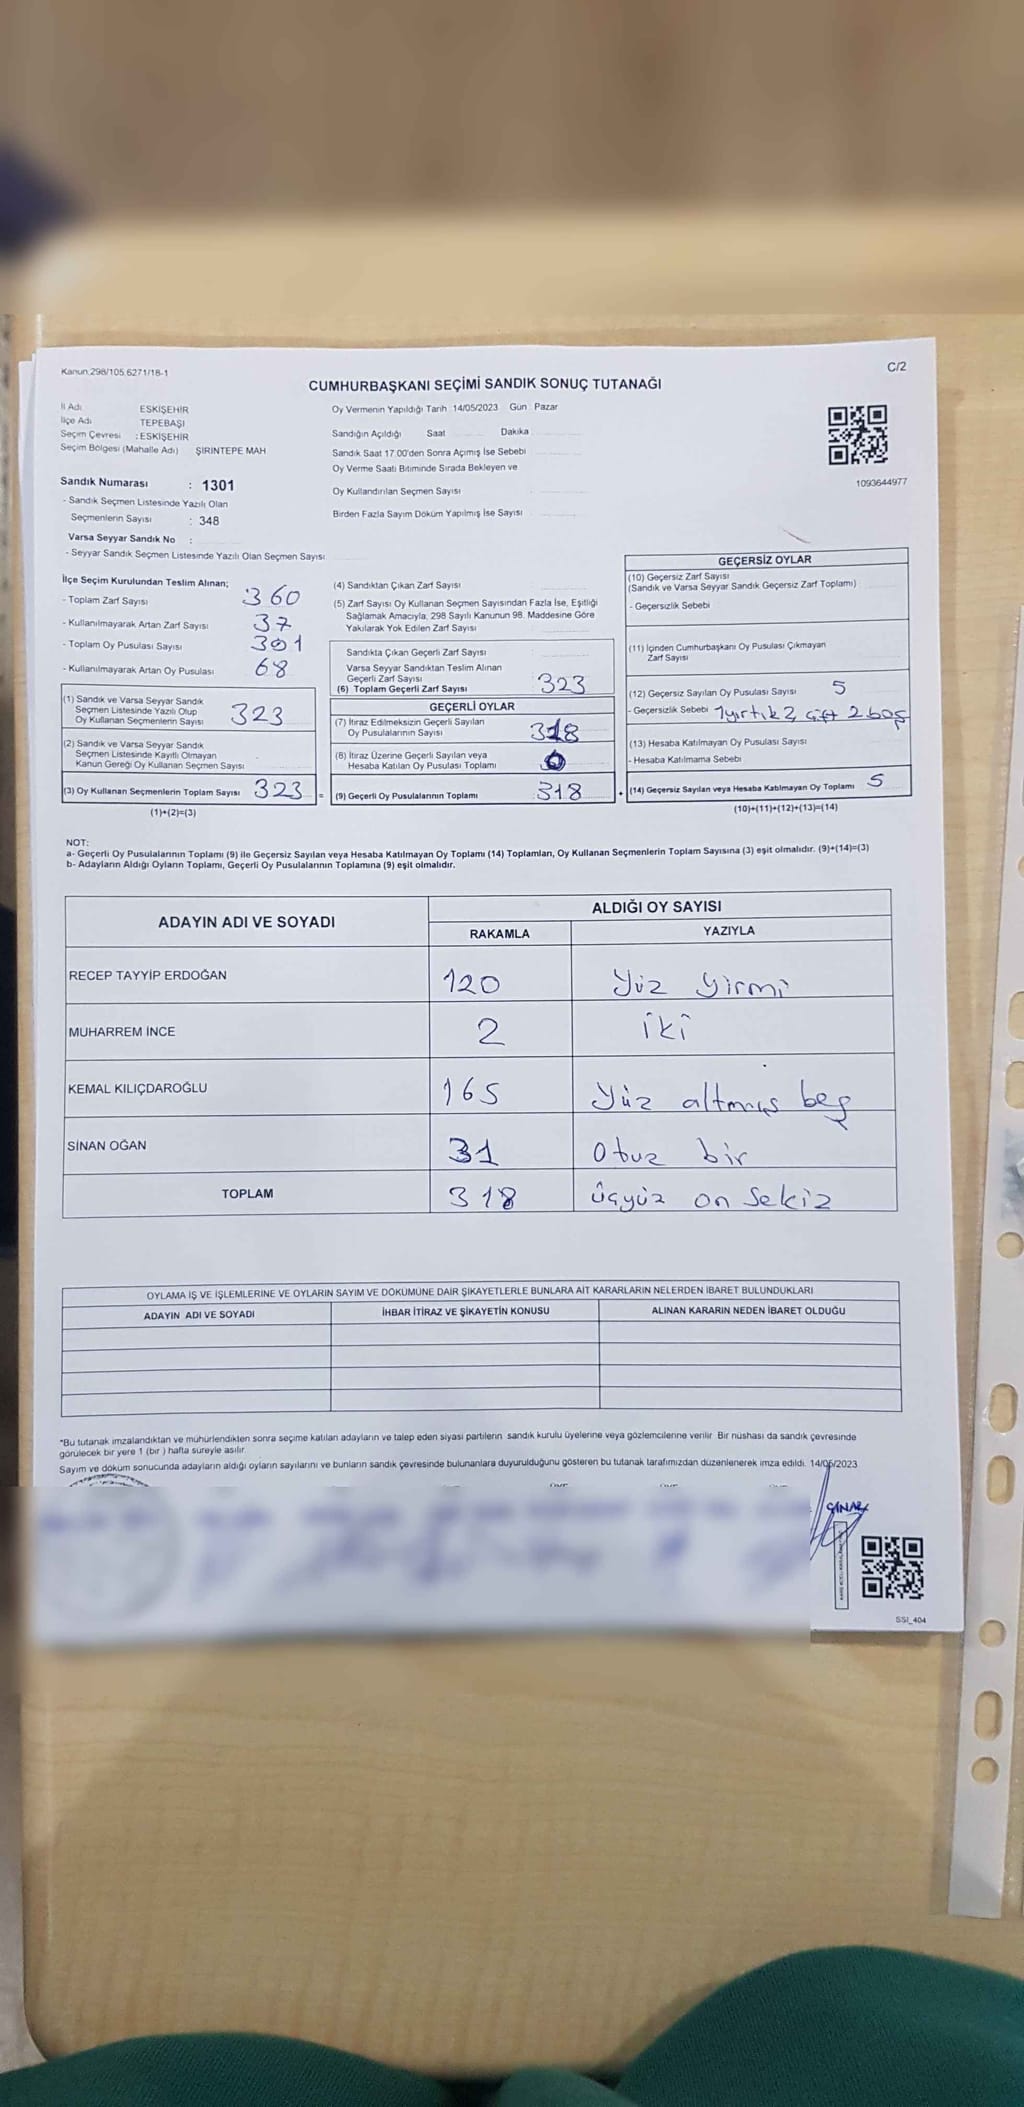 Kanun:298/105 6271/18-1
C/2
CUMHURBAŞKANI SEÇİMİ SANDIK SONUÇ TUTANAĞI
İl Adı ESKİŞEHİR
İlçe Adı TEPEBAŞI
Seçim Çevresi : ESKİŞEHİR
Seçim Bölgesi (Mahalle Adı) ŞİRİNTEPE MAH
Sandık Numarası : 1301
- Sandık Seçmen Listesinde Yazılı Olan
Seçmenlerin Sayısı : 348
Varsa Seyyar Sandık No :
- Seyyar Sandık Seçmen Listesinde Yazılı Olan Seçmen Sayısı
Oy Vermenin Yapıldığı Tarih 14/05/2023 Gün Pazar
Sandığın Açıldığı Saat Dakika
Sandık Saat 17.00'den Sonra Açımış İse Sebebi
Oy Verme Saati Bitiminde Sırada Bekleyen ve
Oy Kullandırılan Seçmen Sayısı
Birden Fazla Sayım Döküm Yapılmış İse Sayısı
1093644977
İlçe Seçim Kurulundan Teslim Alınan;
- Toplam Zarf Sayısı 360
- Kullanılmayarak Artan Zarf Sayısı 37
- Toplam Oy Pusulası Sayısı
- Kullanılmayarak Artan Oy Pusulası 68
(1) Sandık ve Varsa Seyyar Sandık
Seçmen Listesinde Yazılı Olup
Oy Kullanan Seçmenlerin Sayısı 323
(2) Sandık ve Varsa Seyyar Sandık
Seçmen Listesinde Kayıtlı Olmayan
Kanun Gereği Oy Kullanan Seçmen Sayısı
(3) Oy Kullanan Seçmenlerin Toplam Sayısı 323 =
(1)+(2)=(3)
(4) Sandıktan Çıkan Zarf Sayısı
(5) Zarf Sayısı Oy Kullanan Seçmen Sayısından Fazla İse, Eşitliği
Sağlamak Amacıyla, 298 Sayılı Kanunun 98. Maddesine Göre
Yakılarak Yok Edilen Zarf Sayısı
Sandıkta Çıkan Geçerli Zarf Sayısı
Varsa Seyyar Sandıktan Teslim Alınan
Geçerli Zarf Sayısı
(6) Toplam Geçerli Zarf Sayısı 323
GEÇERLİ OYLAR
(7) İtiraz Edilmeksizin Geçerli Sayılan
Oy Pusulalarının Sayısı 318
(8) İtiraz Üzerine Geçerli Sayılan veya
Hesaba Katılan Oy Pusulası Toplamı 0
(9) Geçerli Oy Pusulalarının Toplamı 318 +
GEÇERSİZ OYLAR
(10) Geçersiz Zarf Sayısı
(Sandık ve Varsa Seyyar Sandık Geçersiz Zarf Toplamı)
- Geçersizlik Sebebi
(11) İçinden Cumhurbaşkanı Oy Pusulası Çıkmayan
Zarf Sayısı
(12) Geçersiz Sayılan Oy Pusulası Sayısı 5
- Geçersizlik Sebebi 1 yırtık 2 çift 2 boş
(13) Hesaba Katılmayan Oy Pusulası Sayısı
- Hesaba Katılmama Sebebi
(14) Geçersiz Sayılan veya Hesaba Katılmayan Oy Toplamı 5
(10)+(11)+(12)+(13)=(14)
NOT:
a- Geçerli Oy Pusulalarının Toplamı (9) ile Geçersiz Sayılan veya Hesaba Katılmayan Oy Toplamı (14) Toplamları, Oy Kullanan Seçmenlerin Toplam Sayısına (3) eşit olmalıdır. (9)+(14)=(3)
b- Adayların Aldığı Oyların Toplamı, Geçerli Oy Pusulalarının Toplamına (9) eşit olmalıdır.
ADAYIN ADI VE SOYADI
ALDIĞI OY SAYISI
RAKAMLA YAZIYLA
RECEP TAYYİP ERDOĞAN 120 Yüz yirmi
MUHARREM İNCE 2 iki
KEMAL KILIÇDAROĞLU 165 Yüz altmış beş
SİNAN OĞAN 31 Otuz bir
TOPLAM 318 üçyüz on sekiz
OYLAMA İŞ VE İŞLEMLERİNE VE OYLARIN SAYIM VE DÖKÜMÜNE DAİR ŞİKAYETLERLE BUNLARA AİT KARARLARIN NELERDEN İBARET BULUNDUKLARI
ADAYIN ADI VE SOYADI İHBAR İTİRAZ VE ŞİKAYETİN KONUSU ALINAN KARARIN NEDEN İBARET OLDUĞU
*Bu tutanak imzalandıktan ve mühürlendikten sonra seçime katılan adayların ve talep eden siyasi partilerin sandık kurulu üyelerine veya gözlemcilerine verilir. Bir nüshası da sandık çevresinde
görülecek bir yere 1 (bir ) hafta süreyle asılır.
Sayım ve döküm sonucunda adayların aldığı oyların sayılarını ve bunların sandık çevresinde bulunanlara duyurulduğunu gösteren bu tutanak tarafımızdan düzenlenerek imza edildi. 14/05/2023
ÇINAR
SSİ_404